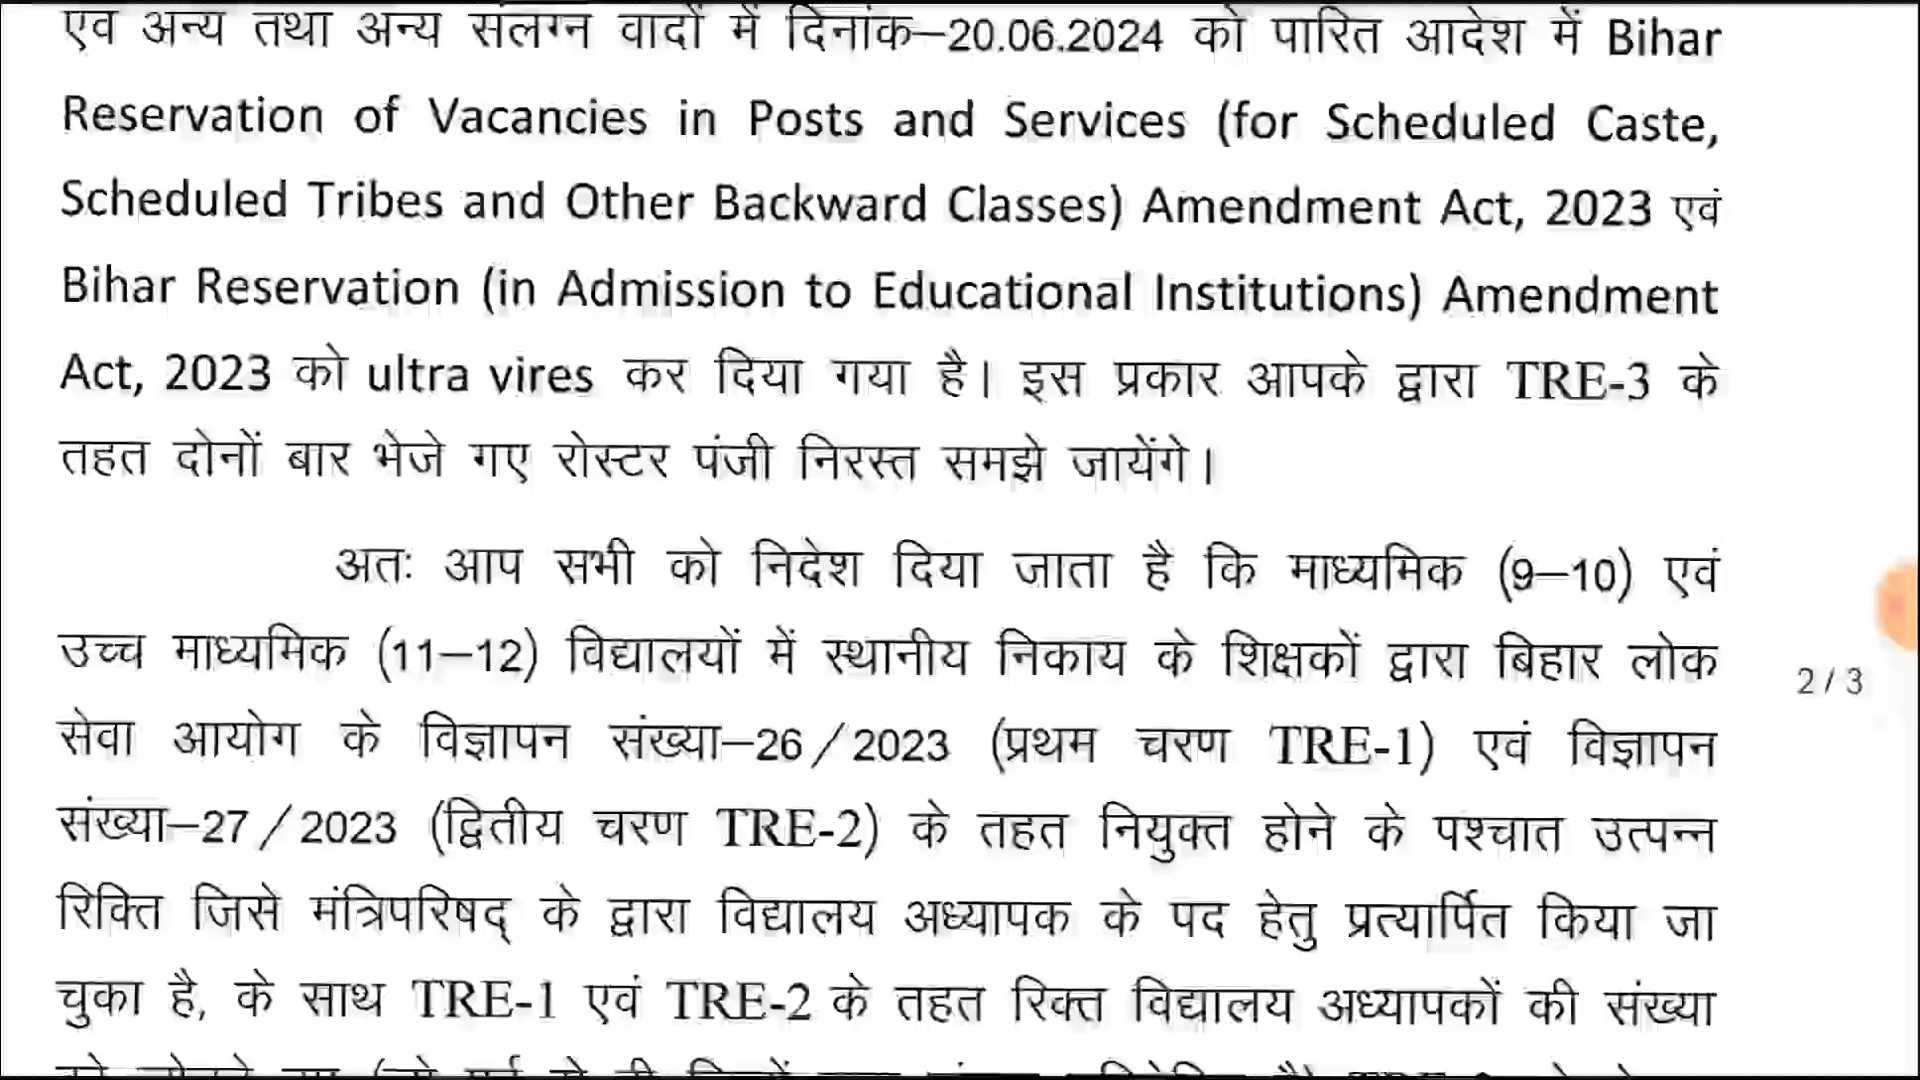 एवं अन्य तथा अन्य संलग्न वादों में दिनांक–20.06.2024 को पारित आदेश में Bihar
Reservation of Vacancies in Posts and Services (for Scheduled Caste,
Scheduled Tribes and Other Backward Classes) Amendment Act, 2023 एवं
Bihar Reservation (in Admission to Educational Institutions) Amendment
Act, 2023 को ultra vires कर दिया गया है। इस प्रकार आपके द्वारा TRE-3 के
तहत दोनों बार भेजे गए रोस्टर पंजी निरस्त समझे जायेंगे।
अतः आप सभी को निदेश दिया जाता है कि माध्यमिक (9–10) एवं
उच्च माध्यमिक (11–12) विद्यालयों में स्थानीय निकाय के शिक्षकों द्वारा बिहार लोक
2 / 3
सेवा आयोग के विज्ञापन संख्या–26/2023 (प्रथम चरण TRE-1) एवं विज्ञापन
संख्या–27/2023 (द्वितीय चरण TRE-2) के तहत नियुक्त होने के पश्चात उत्पन्न
रिक्ति जिसे मंत्रिपरिषद् के द्वारा विद्यालय अध्यापक के पद हेतु प्रत्यार्पित किया जा
चुका है, के साथ TRE-1 एवं TRE-2 के तहत रिक्त विद्यालय अध्यापकों की संख्या